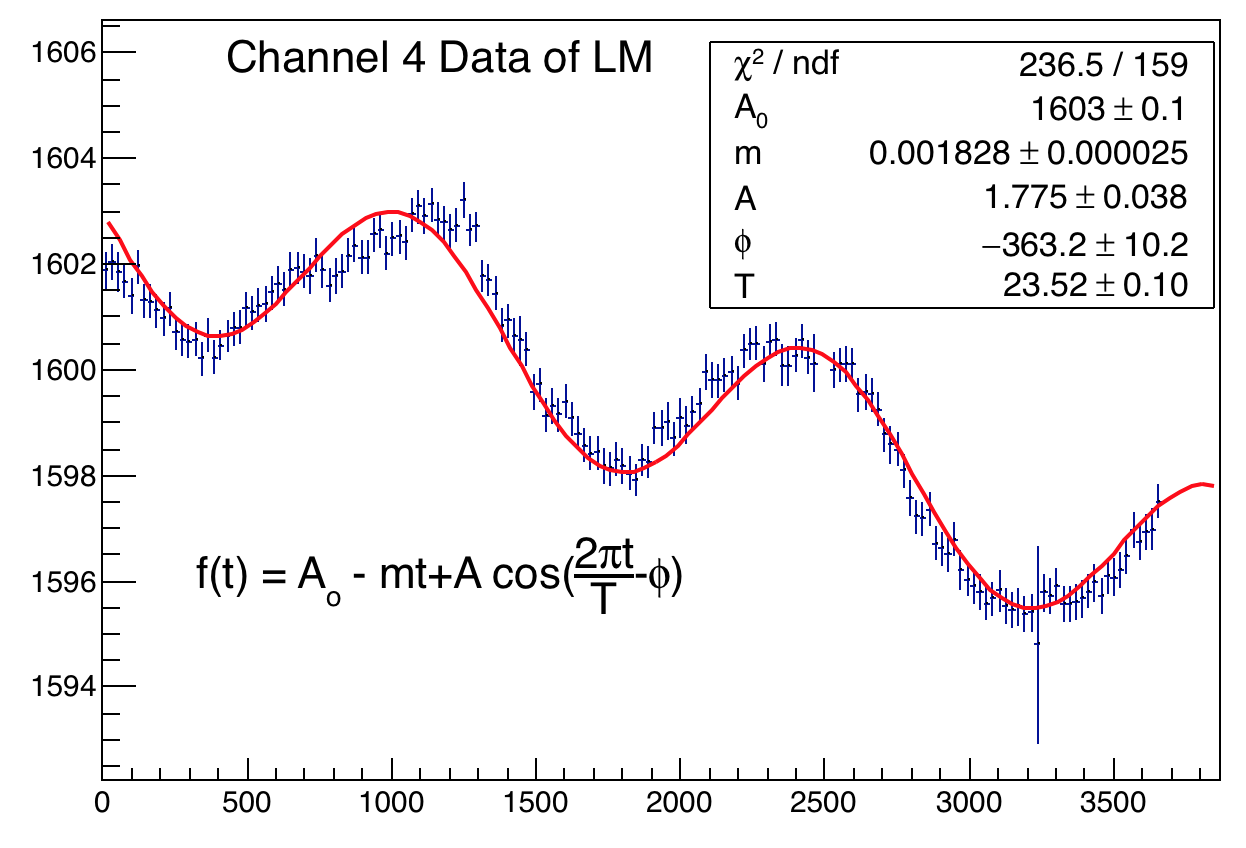 Channel 4 Data of LM
χ² / ndf 236.5 / 159
A₀ 1603 ± 0.1
m 0.001828 ± 0.000025
A 1.775 ± 0.038
ϕ −363.2 ± 10.2
T 23.52 ± 0.10
1606
1604
1602
1600
1598
1596
1594
f(t) = Aₒ - mt+A cos(2πt/T-ϕ)
0 500 1000 1500 2000 2500 3000 3500